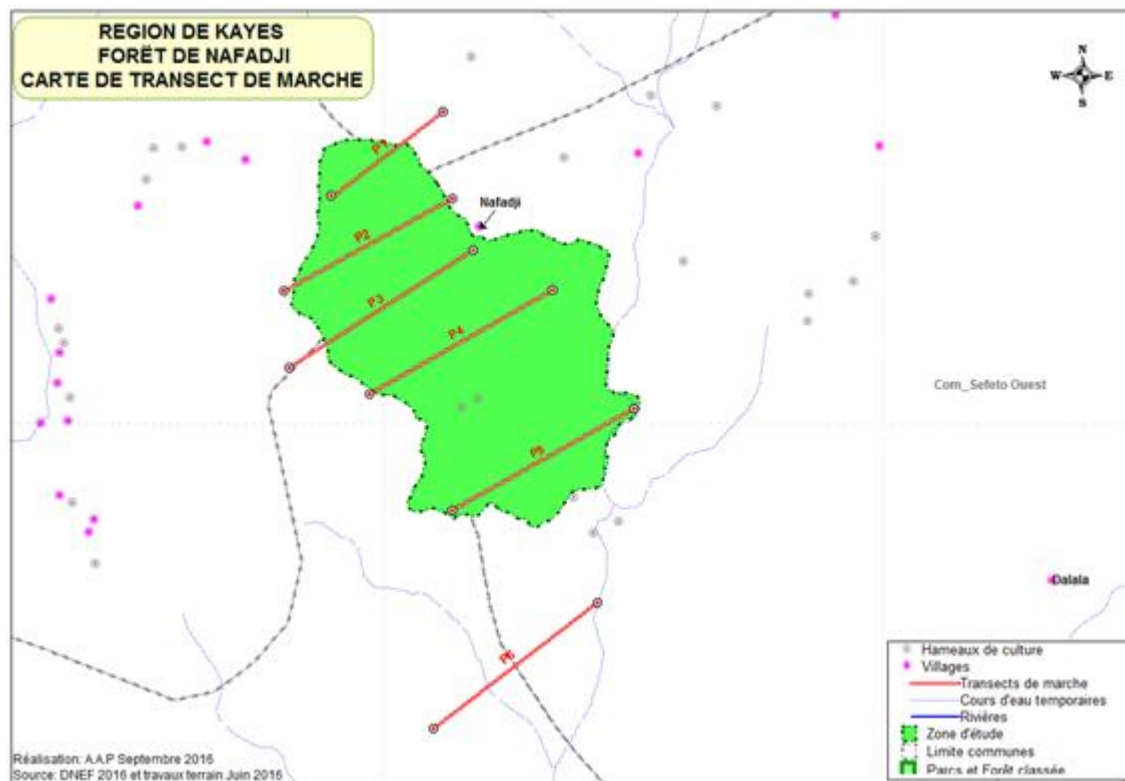 REGION DE KAYES
FORËT DE NAFADJI
CARTE DE TRANSECT DE MARCHE
N
W E
S
P1
Nafadji
P2
P3
P4
Com_Sefeto Ouest
P5
Dalala
P6
Hameaux de culture
Villages
Transects de marche
Cours d'eau temporaires
Rivières
Zone d'étude
Limite communes
Parcs et Forêt classée
Réalisation: A.A.P Septembre 2016
Source: DNEF 2016 et travaux terrain Juin 2016